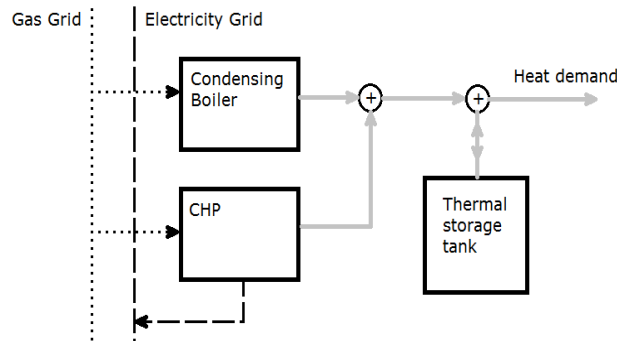 Gas Grid
Electricity Grid
Condensing
Boiler
+
+
Heat demand
CHP
Thermal
storage
tank